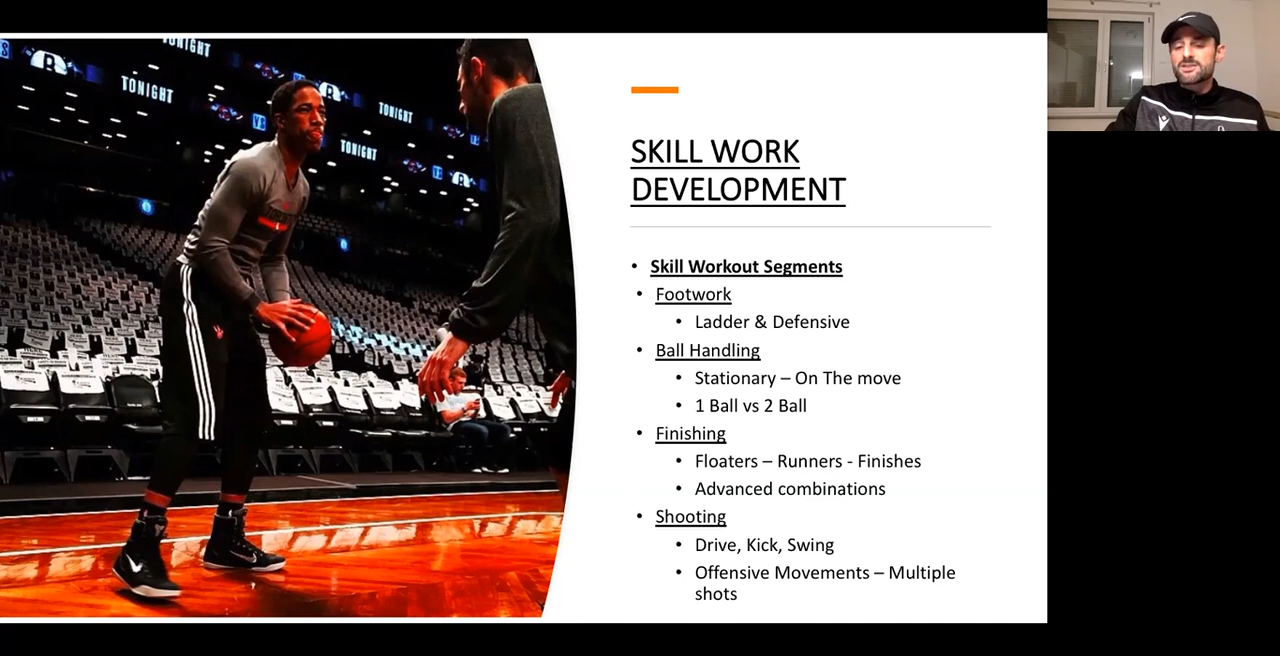 TONIGHT
TONIGHT
TONIGHT
TONIGHT
SKILL WORK
DEVELOPMENT
• Skill Workout Segments
• Footwork
• Ladder & Defensive
• Ball Handling
• Stationary – On The move
• 1 Ball vs 2 Ball
• Finishing
• Floaters – Runners - Finishes
• Advanced combinations
• Shooting
• Drive, Kick, Swing
• Offensive Movements – Multiple
shots